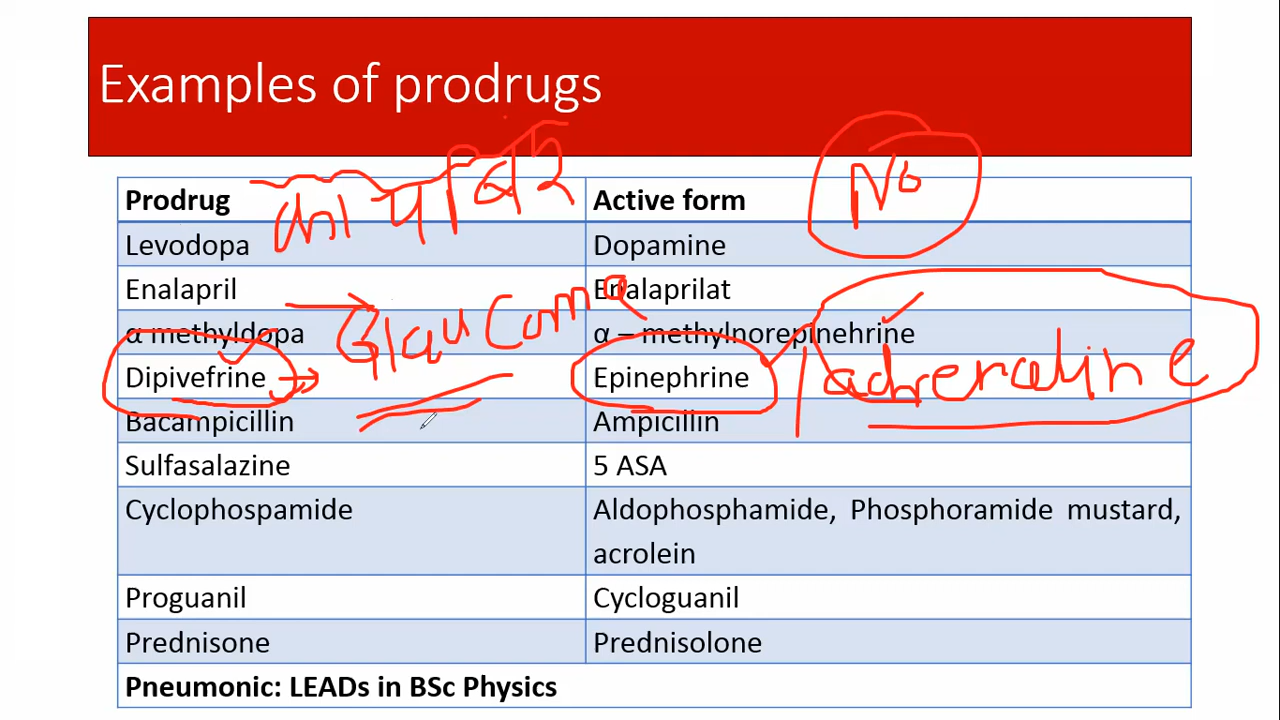 Examples of prodrugs
Prodrug Active form No
Levodopa Dopamine
Enalapril Enalaprilat
Glaucoma
α methyldopa α – methylnorepinehrine
Dipivefrine Epinephrine adrenaline
Bacampicillin Ampicillin
Sulfasalazine 5 ASA
Cyclophospamide Aldophosphamide, Phosphoramide mustard,
acrolein
Proguanil Cycloguanil
Prednisone Prednisolone
Pneumonic: LEADs in BSc Physics